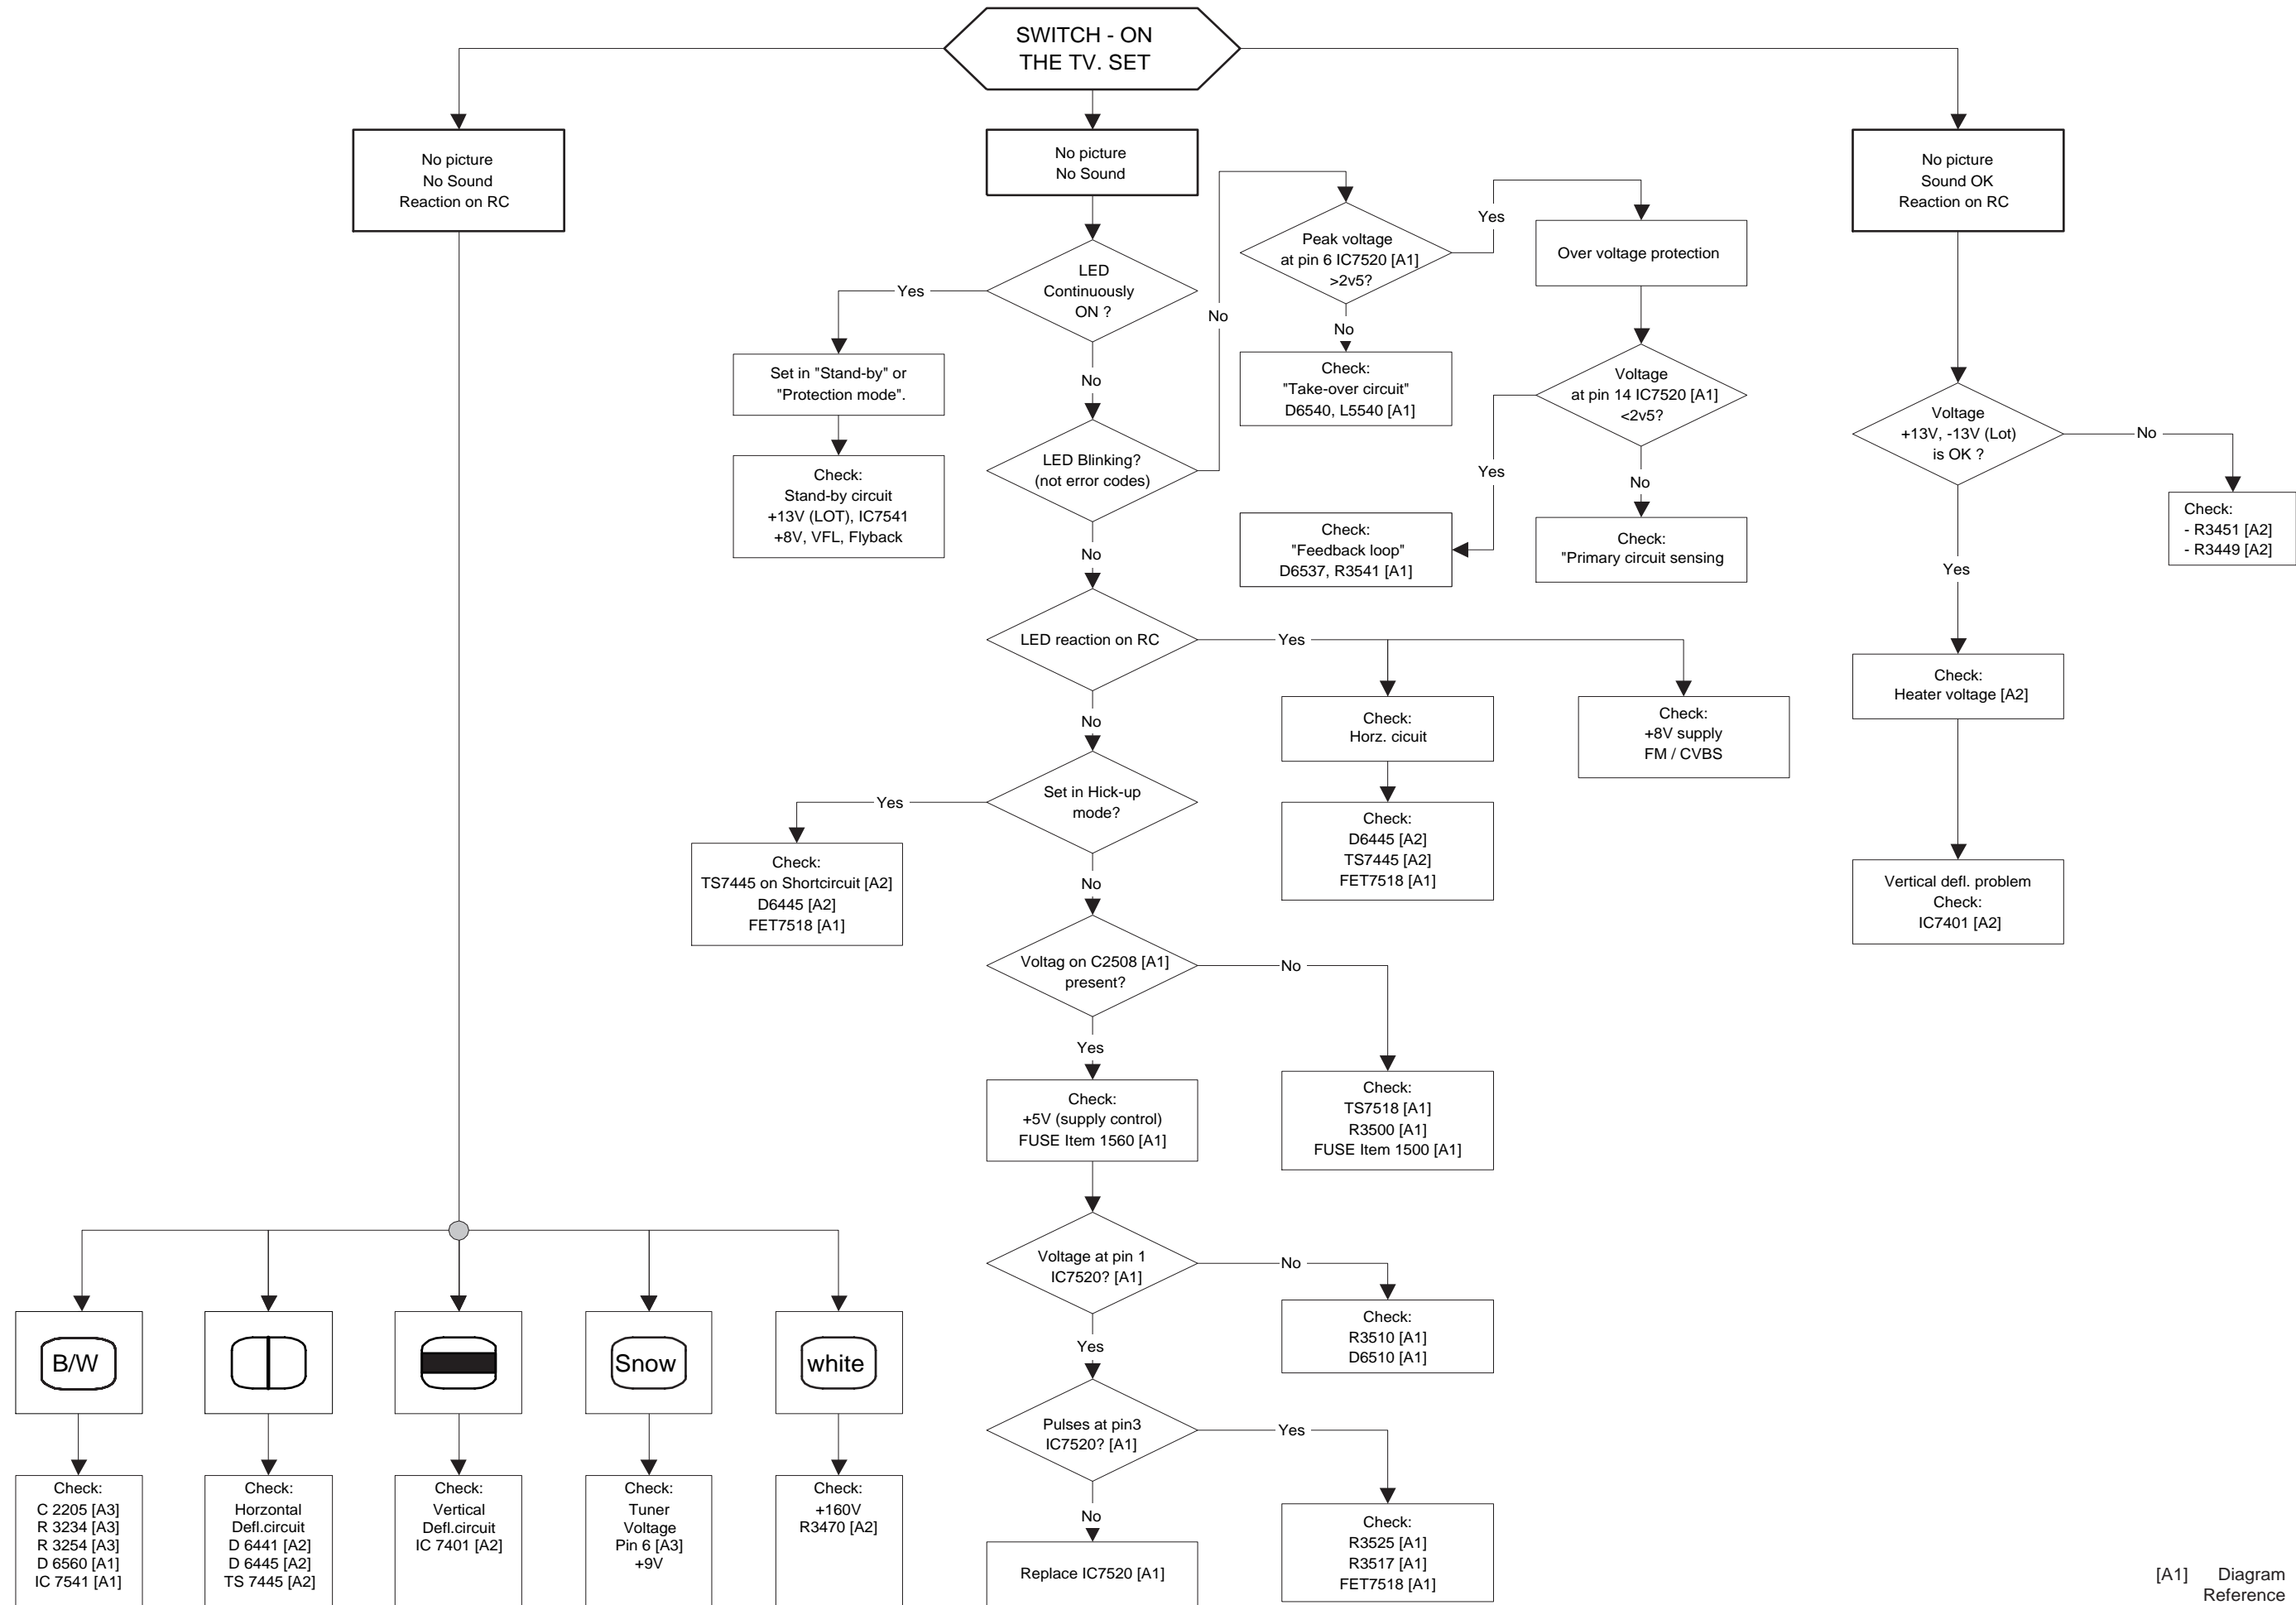 SWITCH - ON
THE TV. SET
No picture
No Sound
Reaction on RC
No picture
No Sound
No picture
Sound OK
Reaction on RC
LED
Continuously
ON ?
Yes
No
Set in "Stand-by" or
"Protection mode".
Check:
Stand-by circuit
+13V (LOT), IC7541
+8V, VFL, Flyback
LED Blinking?
(not error codes)
No
No
Peak voltage
at pin 6 IC7520 [A1]
>2v5?
Yes
No
Check:
"Take-over circuit"
D6540, L5540 [A1]
Over voltage protection
Voltage
at pin 14 IC7520 [A1]
<2v5?
Yes
No
Check:
"Feedback loop"
D6537, R3541 [A1]
Check:
"Primary circuit sensing
Voltage
+13V, -13V (Lot)
is OK ?
No
Yes
Check:
- R3451 [A2]
- R3449 [A2]
Check:
Heater voltage [A2]
Vertical defl. problem
Check:
IC7401 [A2]
LED reaction on RC
Yes
No
Check:
Horz. cicuit
Check:
+8V supply
FM / CVBS
Check:
D6445 [A2]
TS7445 [A2]
FET7518 [A1]
Set in Hick-up
mode?
Yes
No
Check:
TS7445 on Shortcircuit [A2]
D6445 [A2]
FET7518 [A1]
Voltag on C2508 [A1]
present?
No
Yes
Check:
TS7518 [A1]
R3500 [A1]
FUSE Item 1500 [A1]
Check:
+5V (supply control)
FUSE Item 1560 [A1]
Voltage at pin 1
IC7520? [A1]
No
Yes
Check:
R3510 [A1]
D6510 [A1]
Pulses at pin3
IC7520? [A1]
Yes
No
Check:
R3525 [A1]
R3517 [A1]
FET7518 [A1]
Replace IC7520 [A1]
B/W
Snow
white
Check:
C 2205 [A3]
R 3234 [A3]
R 3254 [A3]
D 6560 [A1]
IC 7541 [A1]
Check:
Horzontal
Defl.circuit
D 6441 [A2]
D 6445 [A2]
TS 7445 [A2]
Check:
Vertical
Defl.circuit
IC 7401 [A2]
Check:
Tuner
Voltage
Pin 6 [A3]
+9V
Check:
+160V
R3470 [A2]
[A1] Diagram
Reference